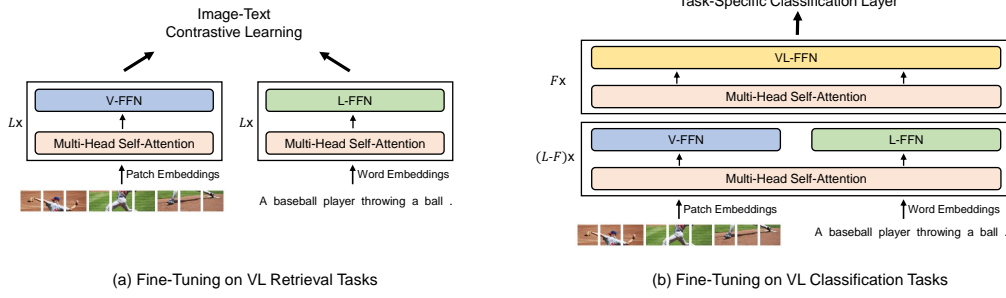 Image-Text
Contrastive Learning
V-FFN
L-FFN
Lx
Multi-Head Self-Attention
Lx
Multi-Head Self-Attention
Patch Embeddings
Word Embeddings
A baseball player throwing a ball .
(a) Fine-Tuning on VL Retrieval Tasks
Task-Specific Classification Layer
VL-FFN
Fx
Multi-Head Self-Attention
V-FFN
L-FFN
(L-F)x
Multi-Head Self-Attention
Patch Embeddings
Word Embeddings
A baseball player throwing a ball .
(b) Fine-Tuning on VL Classification Tasks